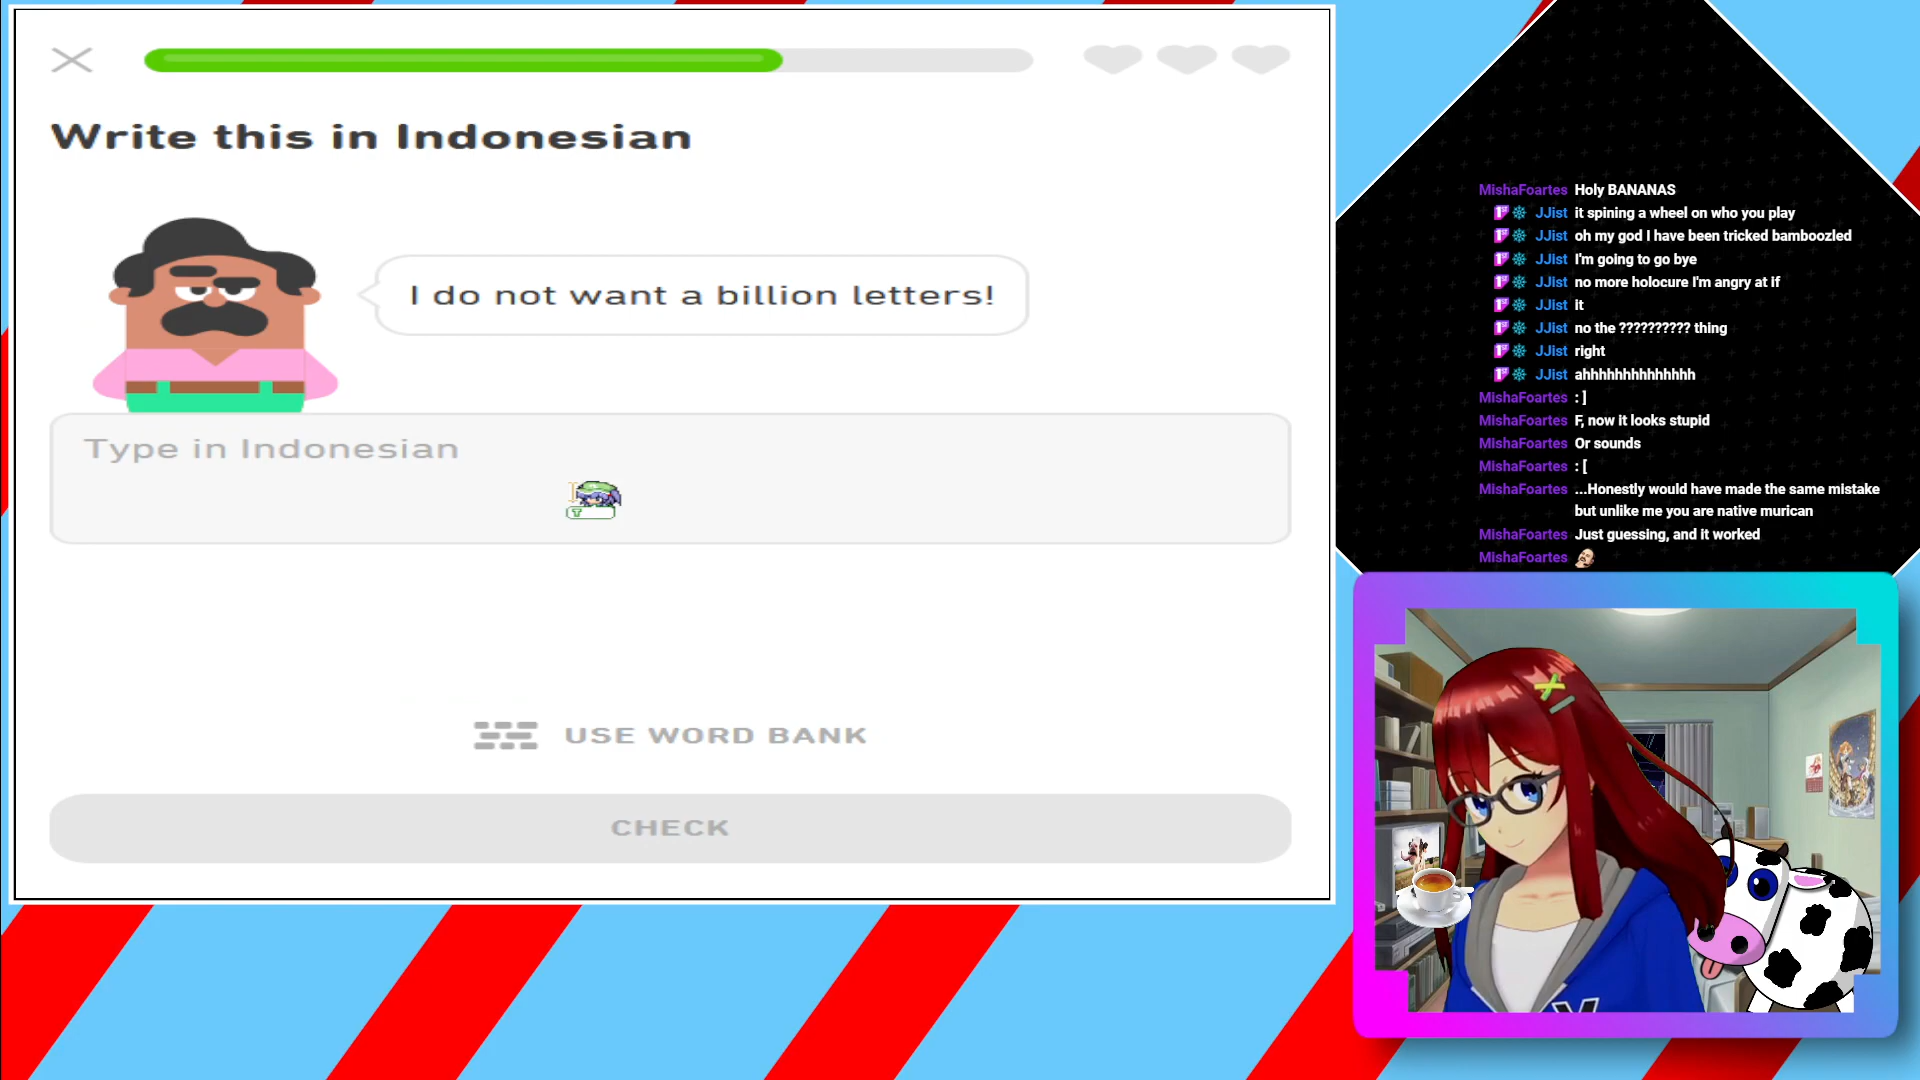 Write this in Indonesian
I do not want a billion letters!
Type in Indonesian
T
USE WORD BANK
CHECK
MishaFoartes Holy BANANAS
JJist it spining a wheel on who you play
JJist oh my god I have been tricked bamboozled
JJist I'm going to go bye
JJist no more holocure I'm angry at if
JJist it
JJist no the ?????????? thing
JJist right
JJist ahhhhhhhhhhhhhh
MishaFoartes : ]
MishaFoartes F, now it looks stupid
MishaFoartes Or sounds
MishaFoartes : [
MishaFoartes ...Honestly would have made the same mistake
but unlike me you are native murican
MishaFoartes Just guessing, and it worked
MishaFoartes